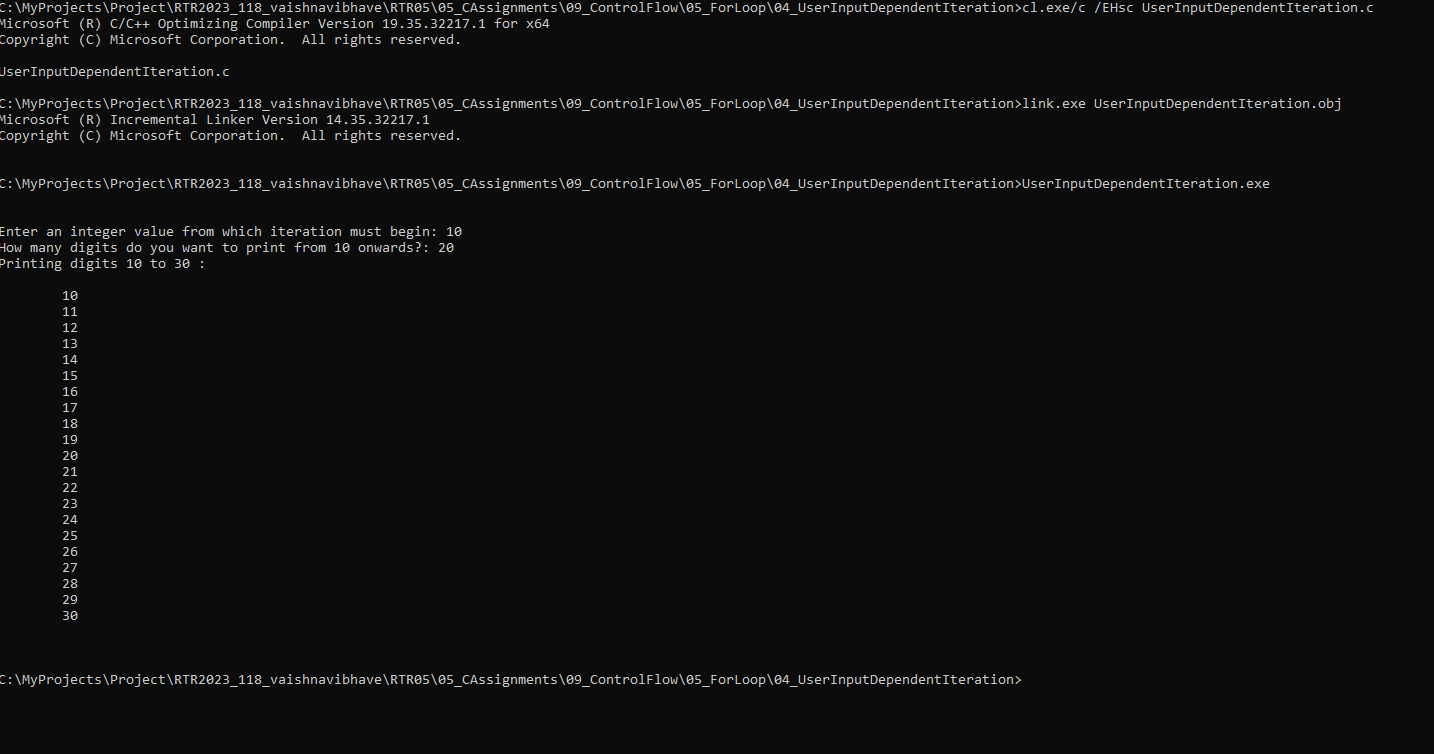 C:\MyProjects\Project\RTR2023_118_vaishnavibhave\RTR05\05_CAssignments\09_ControlFlow\05_ForLoop\04_UserInputDependentIteration>cl.exe/c /EHsc UserInputDependentIteration.c
Microsoft (R) C/C++ Optimizing Compiler Version 19.35.32217.1 for x64
Copyright (C) Microsoft Corporation.  All rights reserved.
UserInputDependentIteration.c
C:\MyProjects\Project\RTR2023_118_vaishnavibhave\RTR05\05_CAssignments\09_ControlFlow\05_ForLoop\04_UserInputDependentIteration>link.exe UserInputDependentIteration.obj
Microsoft (R) Incremental Linker Version 14.35.32217.1
Copyright (C) Microsoft Corporation.  All rights reserved.
C:\MyProjects\Project\RTR2023_118_vaishnavibhave\RTR05\05_CAssignments\09_ControlFlow\05_ForLoop\04_UserInputDependentIteration>UserInputDependentIteration.exe
Enter an integer value from which iteration must begin: 10
How many digits do you want to print from 10 onwards?: 20
Printing digits 10 to 30 :
10
11
12
13
14
15
16
17
18
19
20
21
22
23
24
25
26
27
28
29
30
C:\MyProjects\Project\RTR2023_118_vaishnavibhave\RTR05\05_CAssignments\09_ControlFlow\05_ForLoop\04_UserInputDependentIteration>